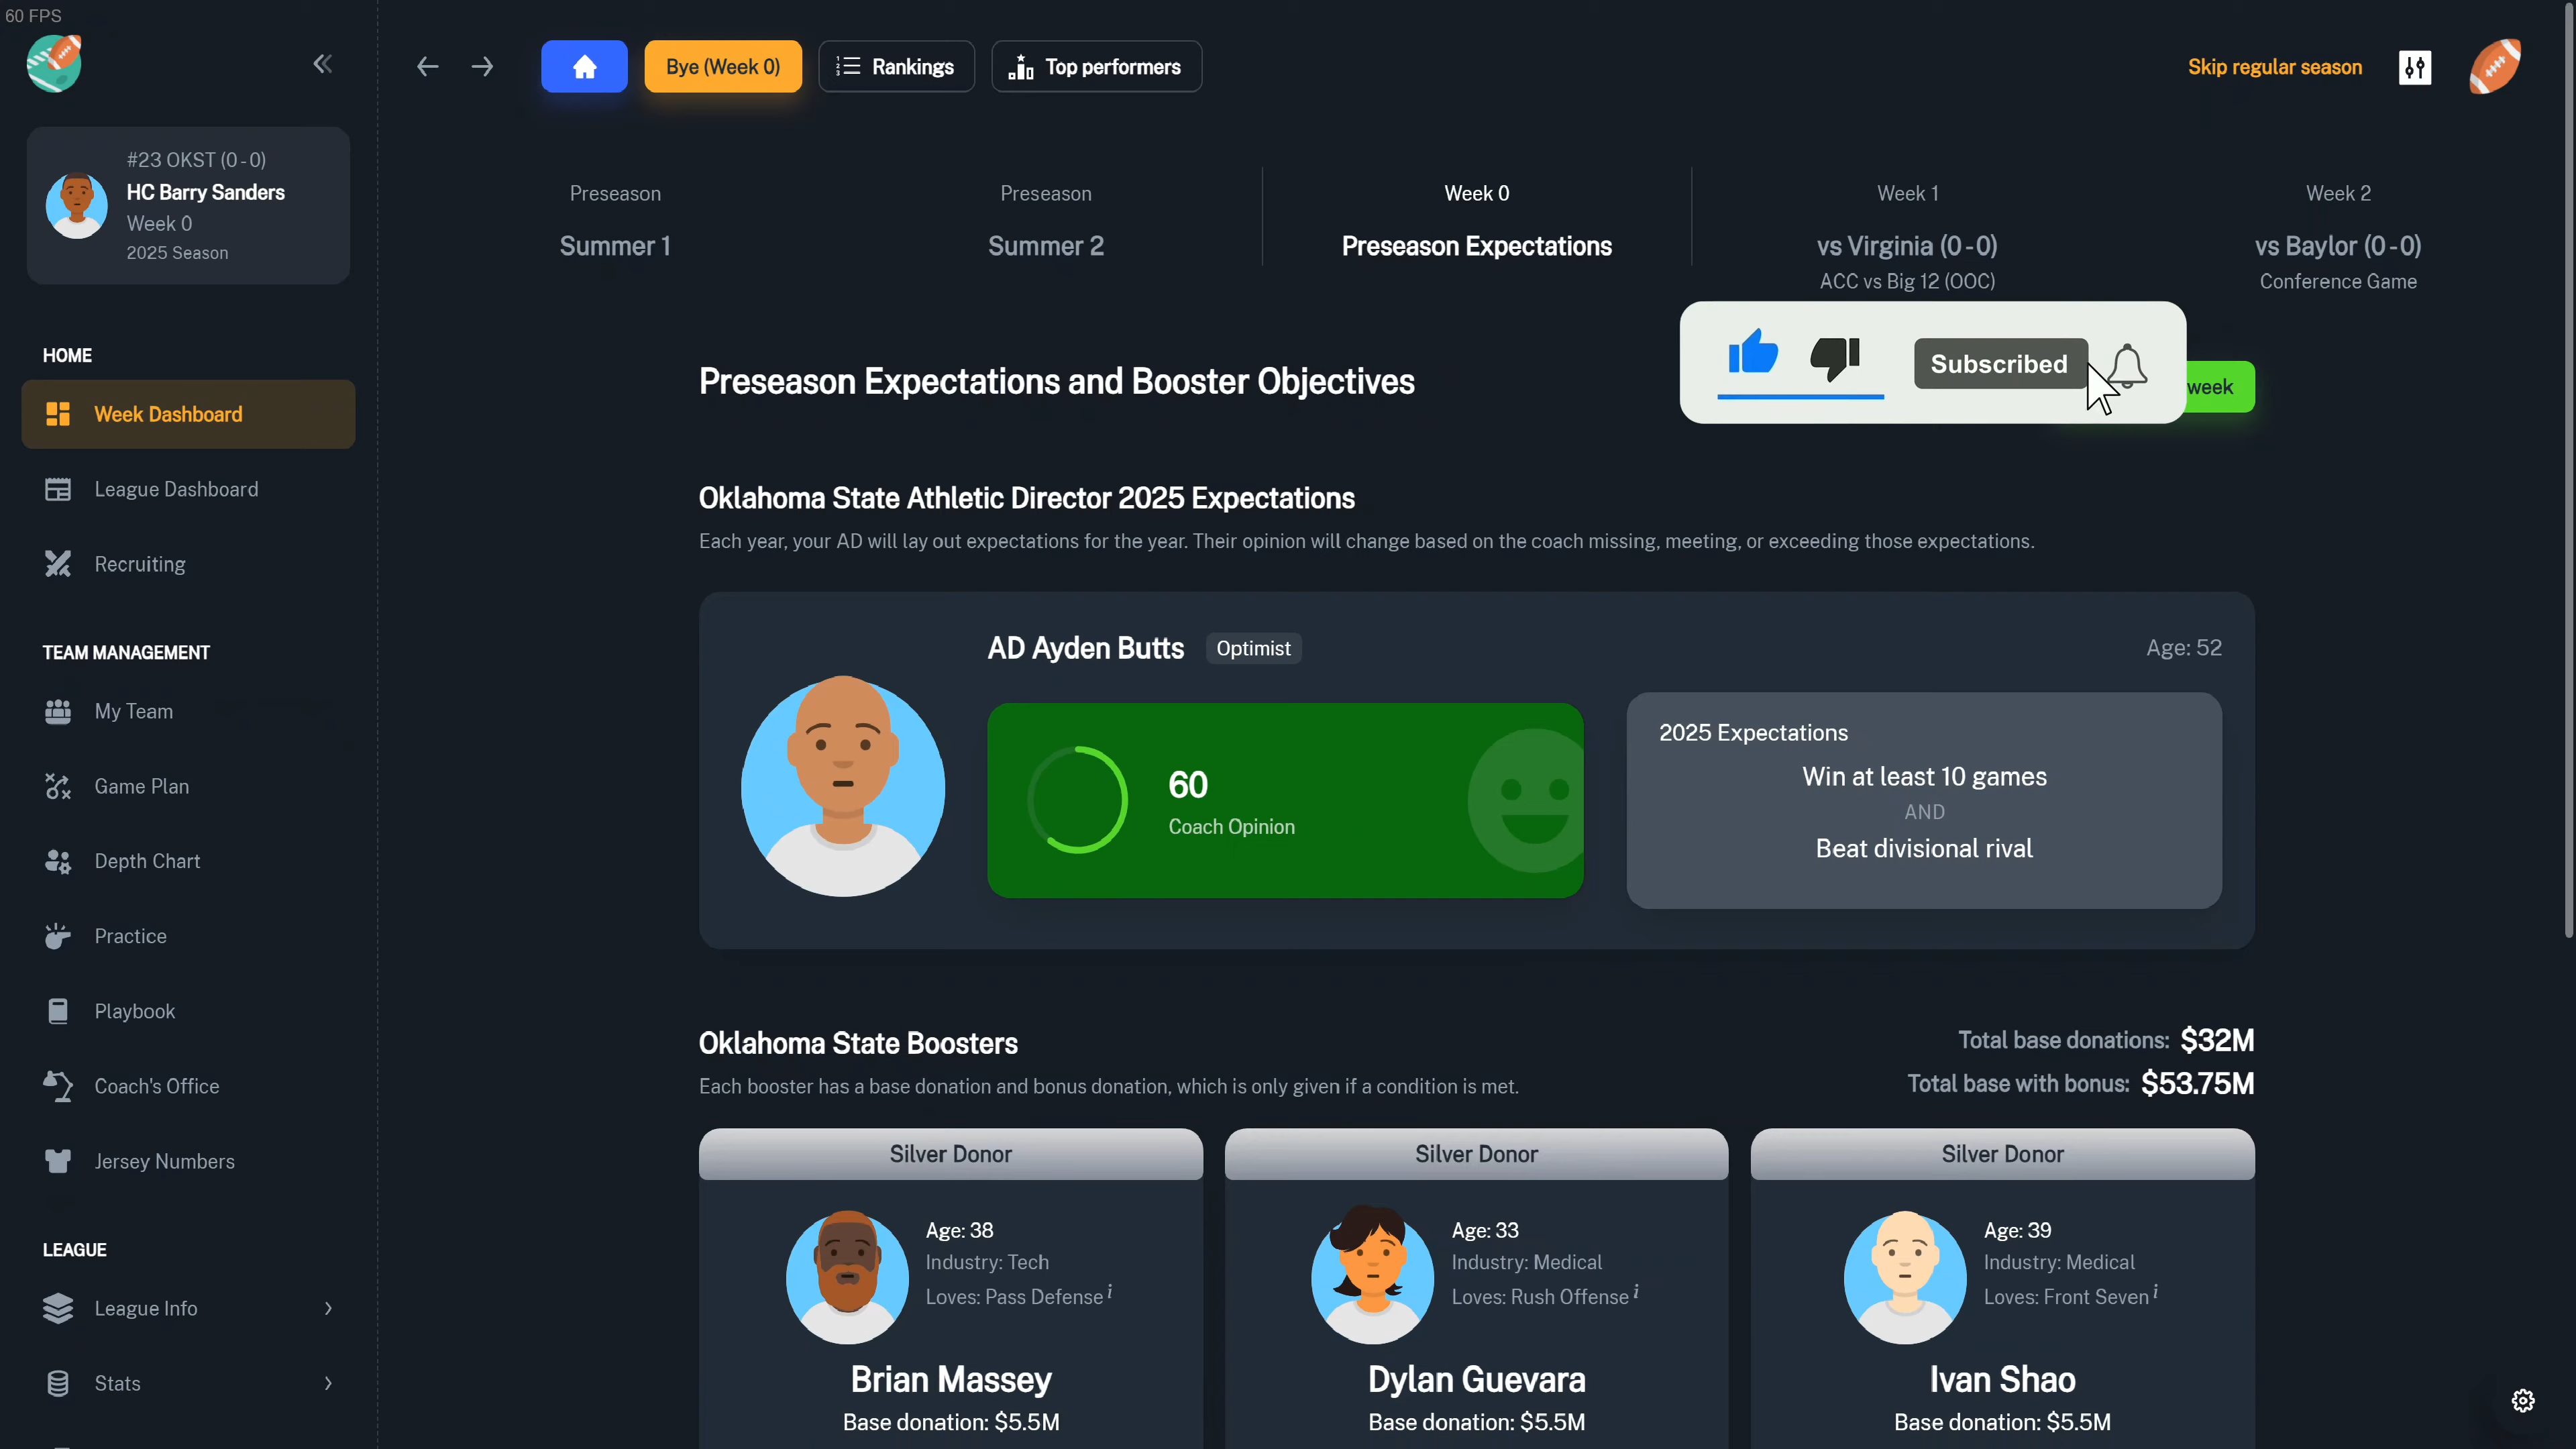 60 FPS
Bye (Week 0)
Rankings
Top performers
Skip regular season
#23 OKST (0-0)
HC Barry Sanders
Week 0
2025 Season
Preseason
Summer 1
Preseason
Summer 2
Week 0
Preseason Expectations
Week 1
vs Virginia (0-0)
ACC vs Big 12 (OOC)
Week 2
vs Baylor (0-0)
Conference Game
HOME
Week Dashboard
League Dashboard
Recruiting
TEAM MANAGEMENT
My Team
Game Plan
Depth Chart
Practice
Playbook
Coach's Office
Jersey Numbers
LEAGUE
League Info
Stats
Preseason Expectations and Booster Objectives
Subscribed
week
Oklahoma State Athletic Director 2025 Expectations
Each year, your AD will lay out expectations for the year. Their opinion will change based on the coach missing, meeting, or exceeding those expectations.
AD Ayden Butts
Optimist
Age: 52
60
Coach Opinion
2025 Expectations
Win at least 10 games
AND
Beat divisional rival
Oklahoma State Boosters
Each booster has a base donation and bonus donation, which is only given if a condition is met.
Total base donations: $32M
Total base with bonus: $53.75M
Silver Donor
Age: 38
Industry: Tech
Loves: Pass Defense i
Brian Massey
Base donation: $5.5M
Silver Donor
Age: 33
Industry: Medical
Loves: Rush Offense i
Dylan Guevara
Base donation: $5.5M
Silver Donor
Age: 39
Industry: Medical
Loves: Front Seven i
Ivan Shao
Base donation: $5.5M